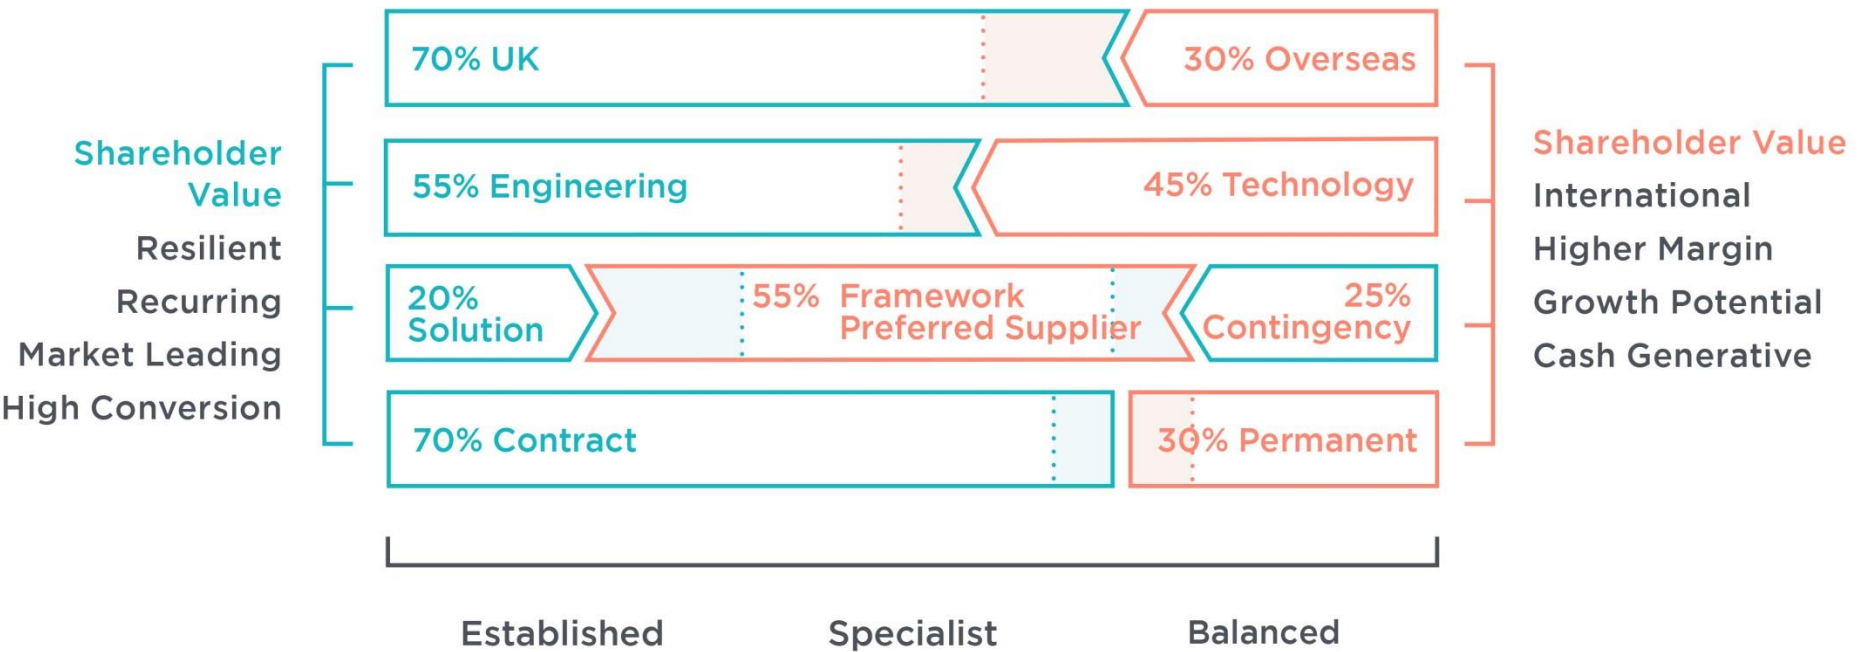 Shareholder
Value
Resilient
Recurring
Market Leading
High Conversion
70% UK
30% Overseas
55% Engineering
45% Technology
20%
Solution
55% Framework
Preferred Supplier
25%
Contingency
70% Contract
30% Permanent
Shareholder Value
International
Higher Margin
Growth Potential
Cash Generative
Established
Specialist
Balanced